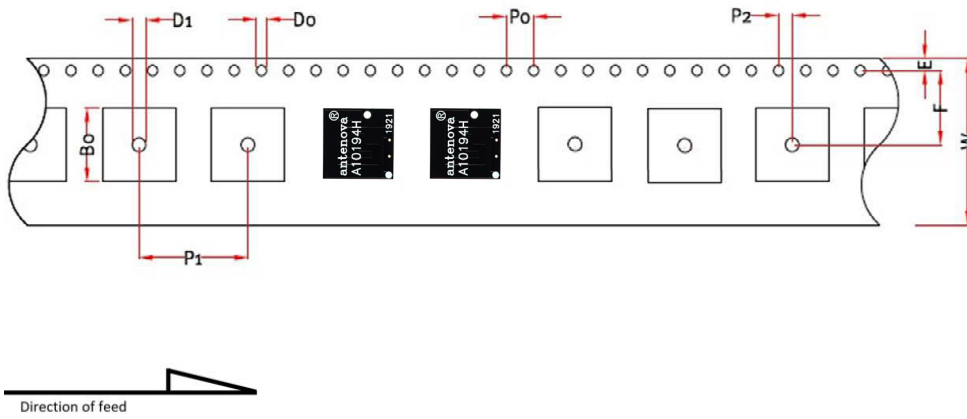 D1
Do
Po
P2
E
F
W
Bo
®
antenova
A10194H
1921
®
antenova
A10194H
1921
P1
Direction of feed